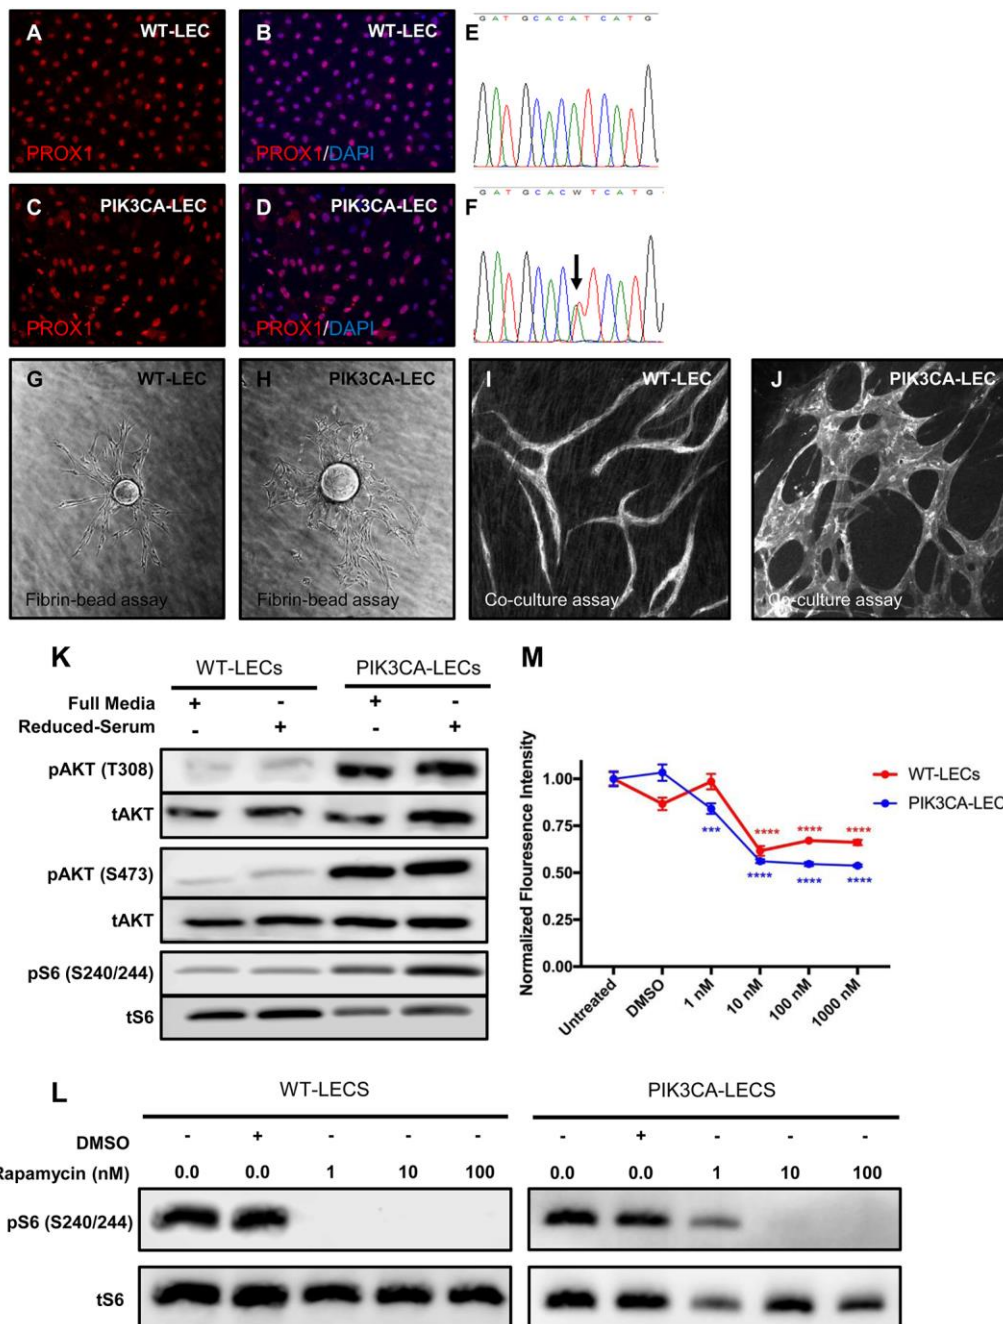 A WT-LEC
PROX1
B WT-LEC
PROX1/DAPI
E
G A T G C A C A T C A T G
C PIK3CA-LEC
PROX1
D PIK3CA-LEC
PROX1/DAPI
F
G A T G C A C W T C A T G
G WT-LEC
Fibrin-bead assay
H PIK3CA-LEC
Fibrin-bead assay
I WT-LEC
Co-culture assay
J PIK3CA-LEC
Co-culture assay
K
WT-LECs PIK3CA-LECs
Full Media + - + -
Reduced-Serum - + - +
pAKT (T308)
tAKT
pAKT (S473)
tAKT
pS6 (S240/244)
tS6
M
Normalized Flouresence Intensity
1.00
0.75
0.50
0.25
0.00
WT-LECs
PIK3CA-LEC
*** **** **** ****
**** **** ****
Untreated DMSO 1 nM 10 nM 100 nM 1000 nM
L
WT-LECS PIK3CA-LECS
DMSO - + - - - - + - - -
Rapamycin (nM) 0.0 0.0 1 10 100 0.0 0.0 1 10 100
pS6 (S240/244)
tS6